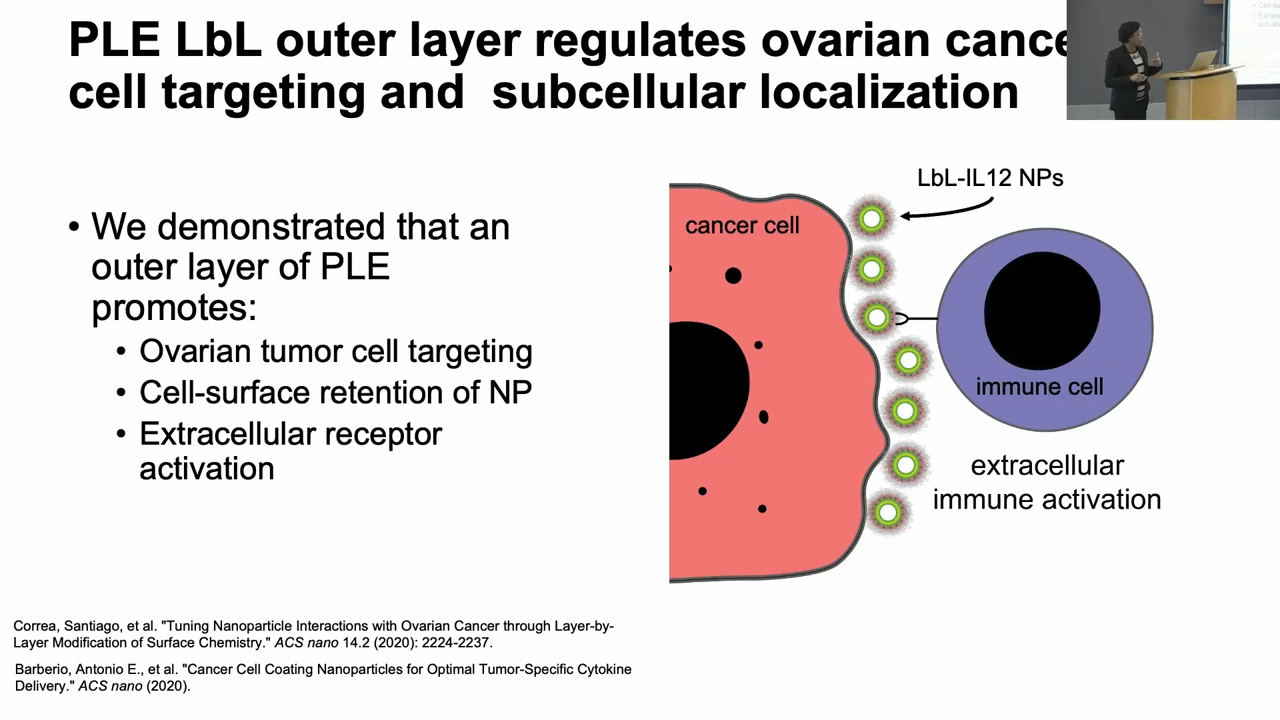 PLE LbL outer layer regulates ovarian cance
cell targeting and subcellular localization
• We demonstrated that an
outer layer of PLE
promotes:
• Ovarian tumor cell targeting
• Cell-surface retention of NP
• Extracellular receptor
activation
LbL-IL12 NPs
cancer cell
immune cell
extracellular
immune activation
Correa, Santiago, et al. "Tuning Nanoparticle Interactions with Ovarian Cancer through Layer-by-
Layer Modification of Surface Chemistry." ACS nano 14.2 (2020): 2224-2237.
Barberio, Antonio E., et al. "Cancer Cell Coating Nanoparticles for Optimal Tumor-Specific Cytokine
Delivery." ACS nano (2020).